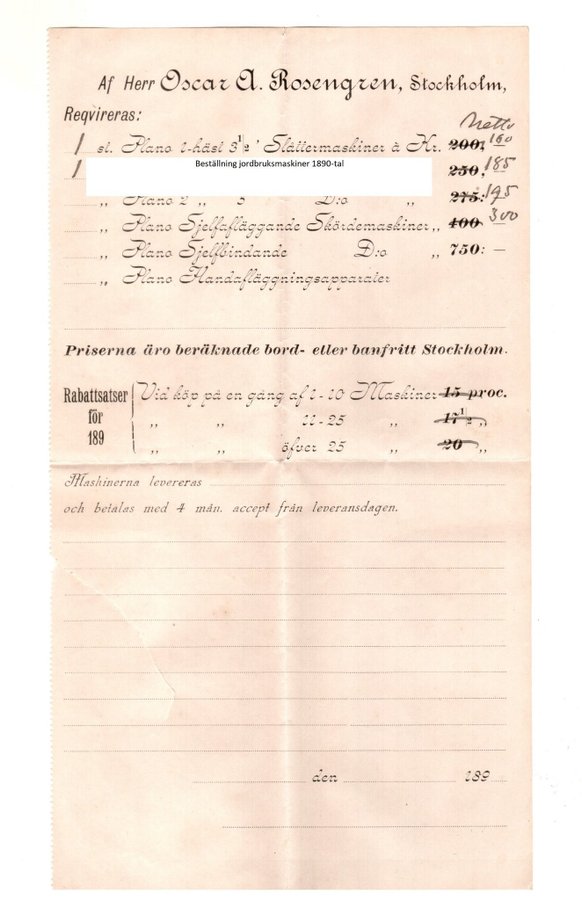 Af Herr Oscar A. Rosengren, Stockholm,
Reqvireras:
Netto
1 st. Plano 1-häst 3½' Slåttermaskiner à Kr. 200, 160
1 Beställning jordbruksmaskiner 1890-tal 250, 185
„ Plano 2 „ 5 D:o „ 275: 195
„ Plano Sjelfafläggande Skördemaskiner „ 400 300
„ Plano Sjelfbindande D:o „ 750: —
„ Plano Handafläggningsapparater
Priserna äro beräknade bord- eller banfritt Stockholm.
Rabattsatser för 189
Vid köp på en gång af 1-10 Maskiner 15 proc.
„ „ 11-25 „ 17½ „
„ „ öfver 25 „ 20 „
Maskinerna levereras
och betalas med 4 mån. accept från leveransdagen.
den 189